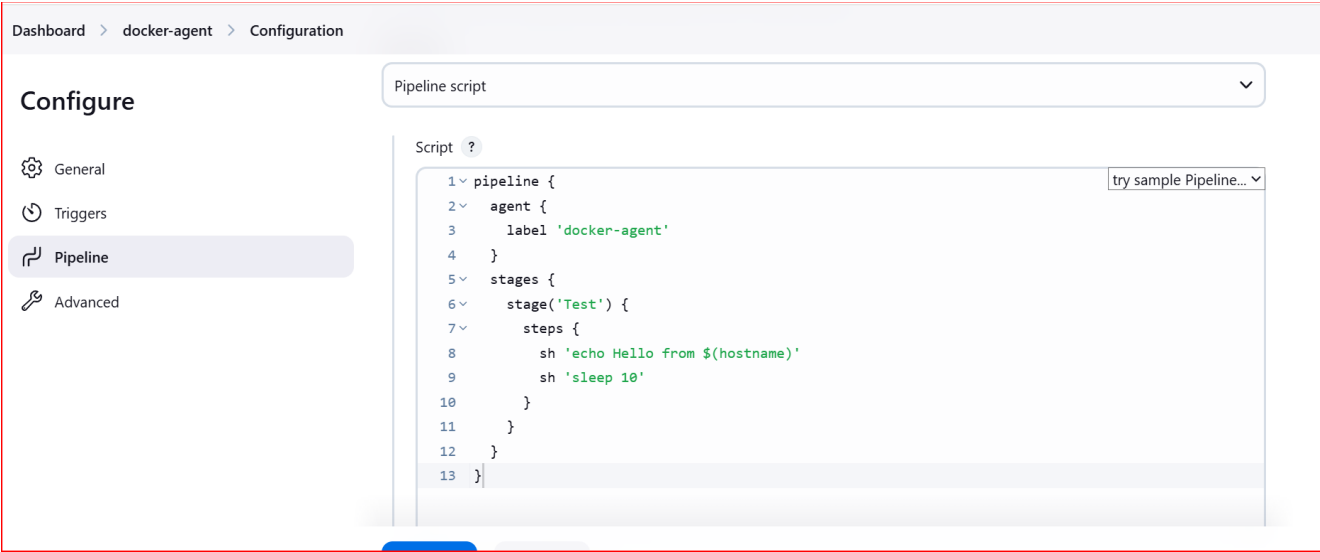 Dashboard > docker-agent > Configuration
Configure
General
Triggers
Pipeline
Advanced
Pipeline script
Script ?
try sample Pipeline...
1 pipeline {
2 agent {
3 label 'docker-agent'
4 }
5 stages {
6 stage('Test') {
7 steps {
8 sh 'echo Hello from $(hostname)'
9 sh 'sleep 10'
10 }
11 }
12 }
13 }